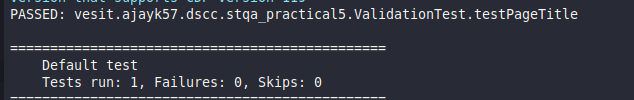 PASSED: vesit.ajayk57.dscc.stqa_practical5.ValidationTest.testPageTitle
===============================================
Default test
Tests run: 1, Failures: 0, Skips: 0
===============================================